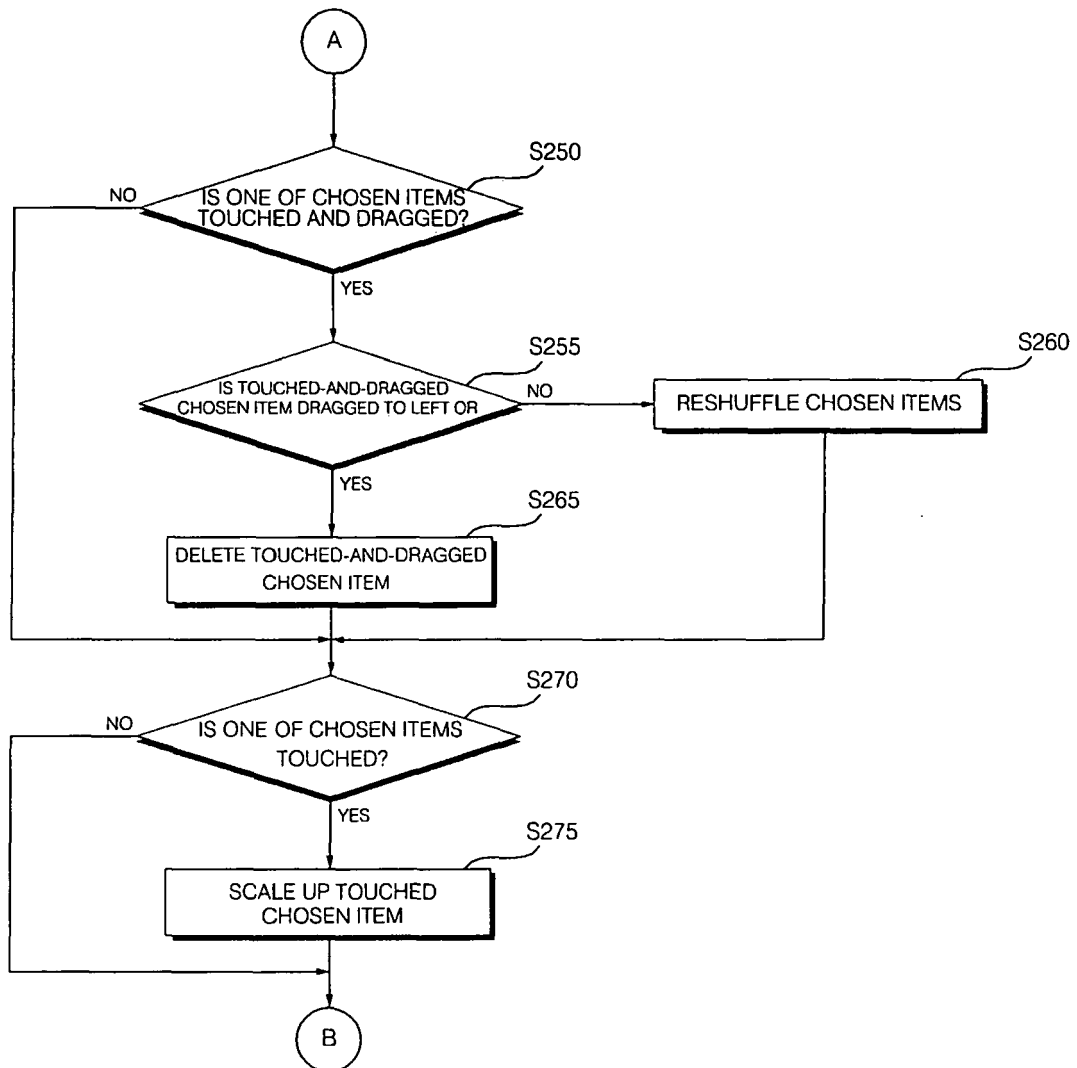 A
S250
NO
IS ONE OF CHOSEN ITEMS
TOUCHED AND DRAGGED?
YES
S255
S260
IS TOUCHED-AND-DRAGGED
CHOSEN ITEM DRAGGED TO LEFT OR
NO
RESHUFFLE CHOSEN ITEMS
YES
S265
DELETE TOUCHED-AND-DRAGGED
CHOSEN ITEM
S270
NO
IS ONE OF CHOSEN ITEMS
TOUCHED?
YES
S275
SCALE UP TOUCHED
CHOSEN ITEM
B